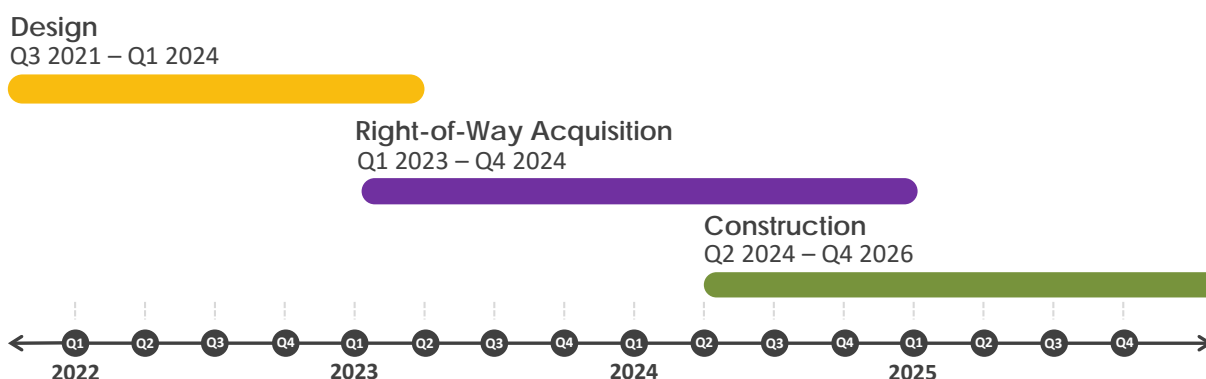 Design
Q3 2021 – Q1 2024
Right-of-Way Acquisition
Q1 2023 – Q4 2024
Construction
Q2 2024 – Q4 2026
Q1 Q2 Q3 Q4 Q1 Q2 Q3 Q4 Q1 Q2 Q3 Q4 Q1 Q2 Q3 Q4
2022 2023 2024 2025